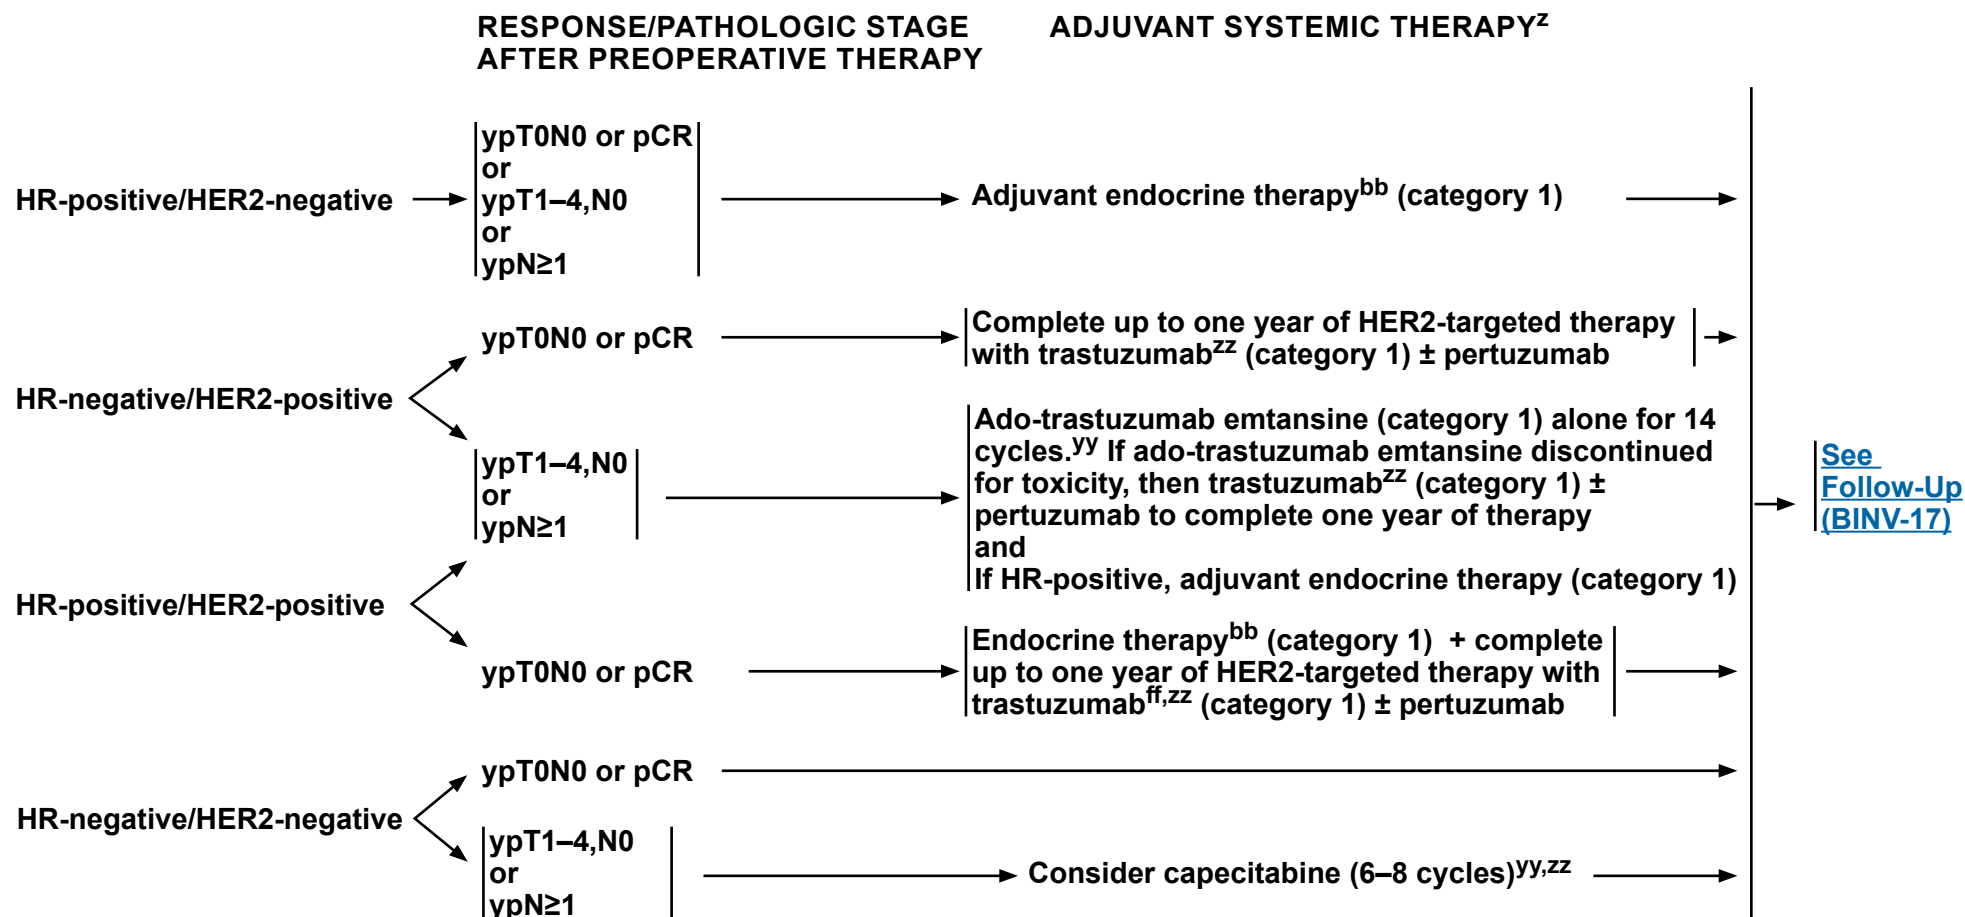 RESPONSE/PATHOLOGIC STAGE
AFTER PREOPERATIVE THERAPY
ADJUVANT SYSTEMIC THERAPYᶻ
HR-positive/HER2-negative
ypT0N0 or pCR
or
ypT1–4,N0
or
ypN≥1
Adjuvant endocrine therapyᵇᵇ (category 1)
HR-negative/HER2-positive
ypT0N0 or pCR
Complete up to one year of HER2-targeted therapy
with trastuzumabᶻᶻ (category 1) ± pertuzumab
ypT1–4,N0
or
ypN≥1
Ado-trastuzumab emtansine (category 1) alone for 14
cycles.ʸʸ If ado-trastuzumab emtansine discontinued
for toxicity, then trastuzumabᶻᶻ (category 1) ±
pertuzumab to complete one year of therapy
and
If HR-positive, adjuvant endocrine therapy (category 1)
HR-positive/HER2-positive
ypT0N0 or pCR
Endocrine therapyᵇᵇ (category 1) + complete
up to one year of HER2-targeted therapy with
trastuzumabᶠᶠ,ᶻᶻ (category 1) ± pertuzumab
HR-negative/HER2-negative
ypT0N0 or pCR
ypT1–4,N0
or
ypN≥1
Consider capecitabine (6–8 cycles)ʸʸ,ᶻᶻ
See
Follow-Up
(BINV-17)